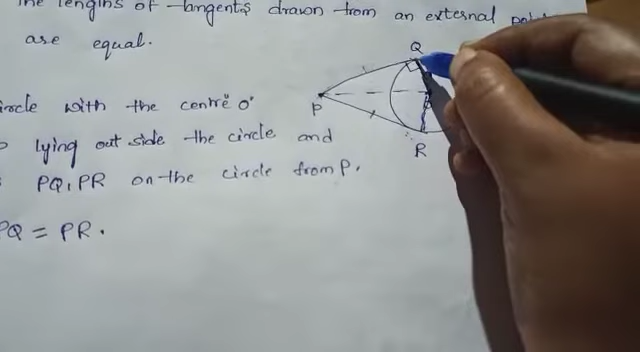 The lengths of tangents drawn from an external
are equal.
circle with the centre O'
lying out side the circle and
PQ, PR on the circle from P.
PQ = PR.
Q
P
R